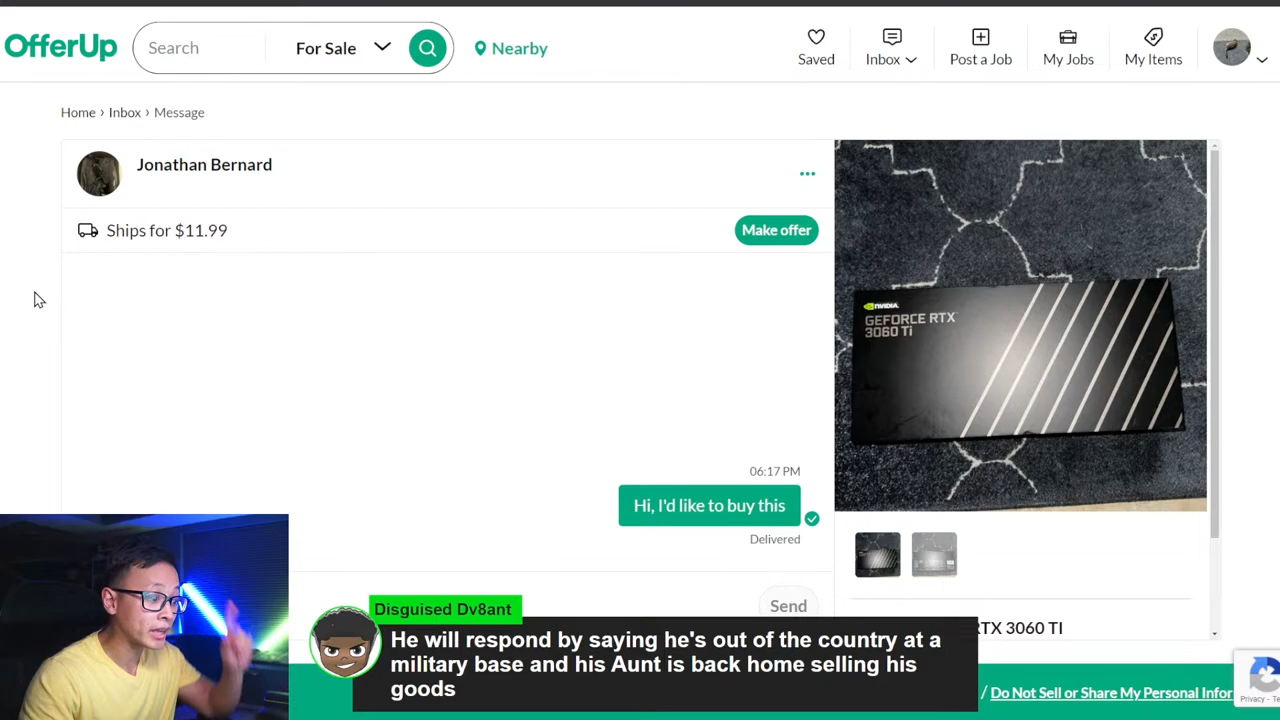 OfferUp
Search
For Sale
Nearby
Saved
Inbox
Post a Job
My Jobs
My Items
Home › Inbox › Message
Jonathan Bernard
Ships for $11.99
Make offer
NVIDIA
GEFORCE RTX
3060 Ti
06:17 PM
Hi, I'd like to buy this
Delivered
Send
RTX 3060 TI
Disguised Dv8ant
He will respond by saying he's out of the country at a
military base and his Aunt is back home selling his
goods
/ Do Not Sell or Share My Personal Infor
Privacy - Te